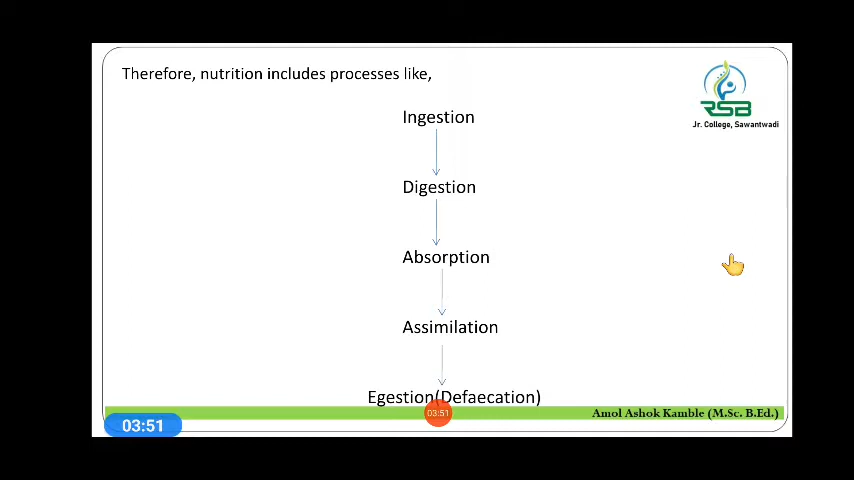 Therefore, nutrition includes processes like,
RSB
Jr. College, Sawantwadi
Ingestion
Digestion
Absorption
Assimilation
Egestion(Defaecation)
03:51
Amol Ashok Kamble (M.Sc. B.Ed.)
03:51